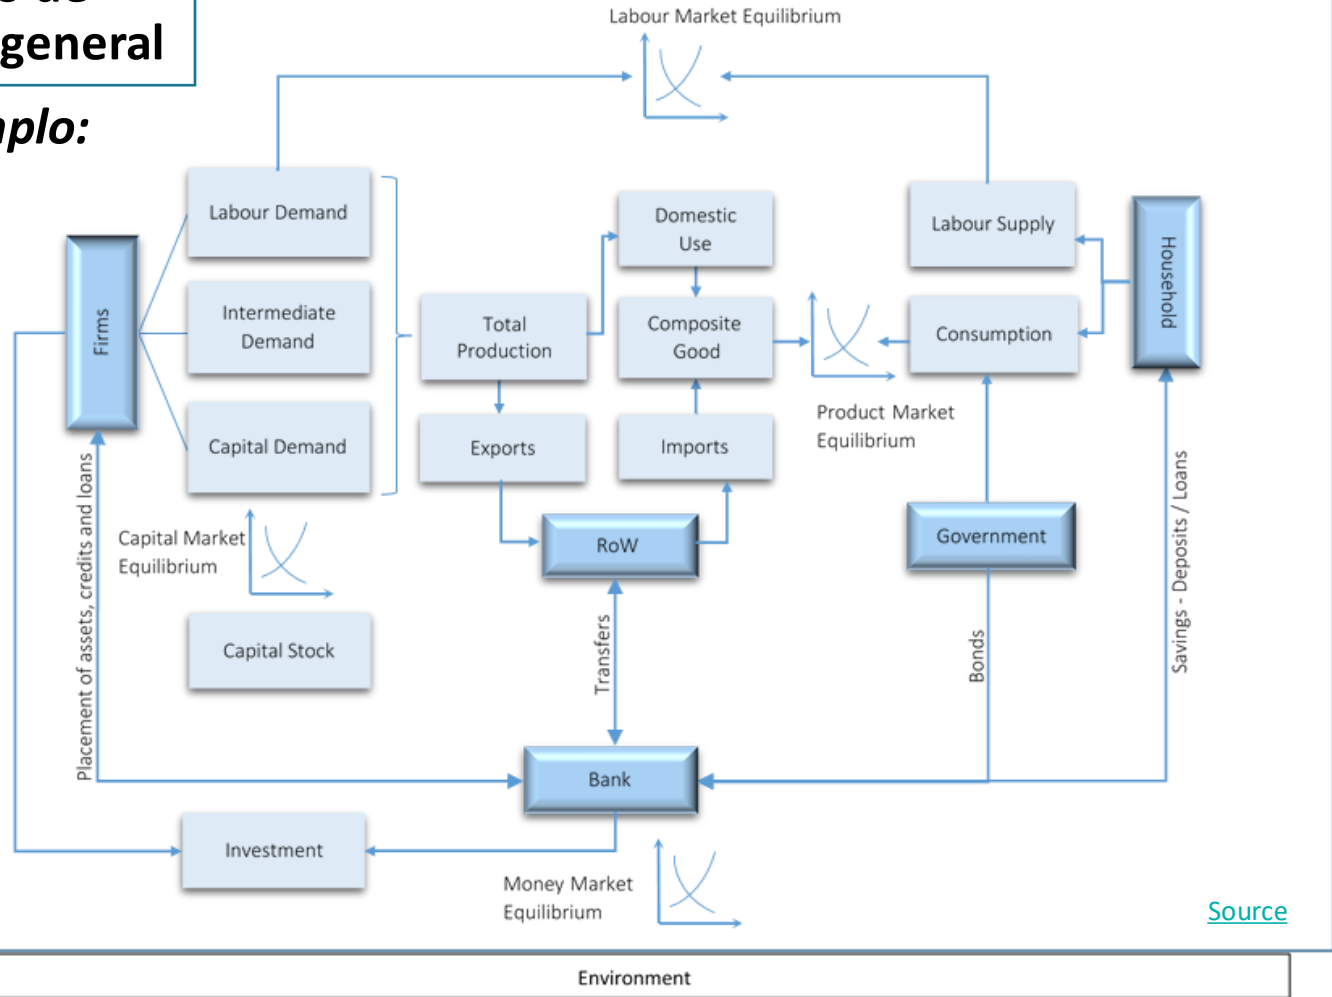 general
Labour Market Equilibrium
Labour Demand
Domestic
Use
Labour Supply
Household
Firms
Intermediate
Demand
Total
Production
Composite
Good
Consumption
Product Market
Equilibrium
Capital Demand
Exports
Imports
Placement of assets, credits and loans
Capital Market
Equilibrium
RoW
Government
Savings - Deposits / Loans
Capital Stock
Transfers
Bonds
Bank
Investment
Money Market
Equilibrium
Source
Environment